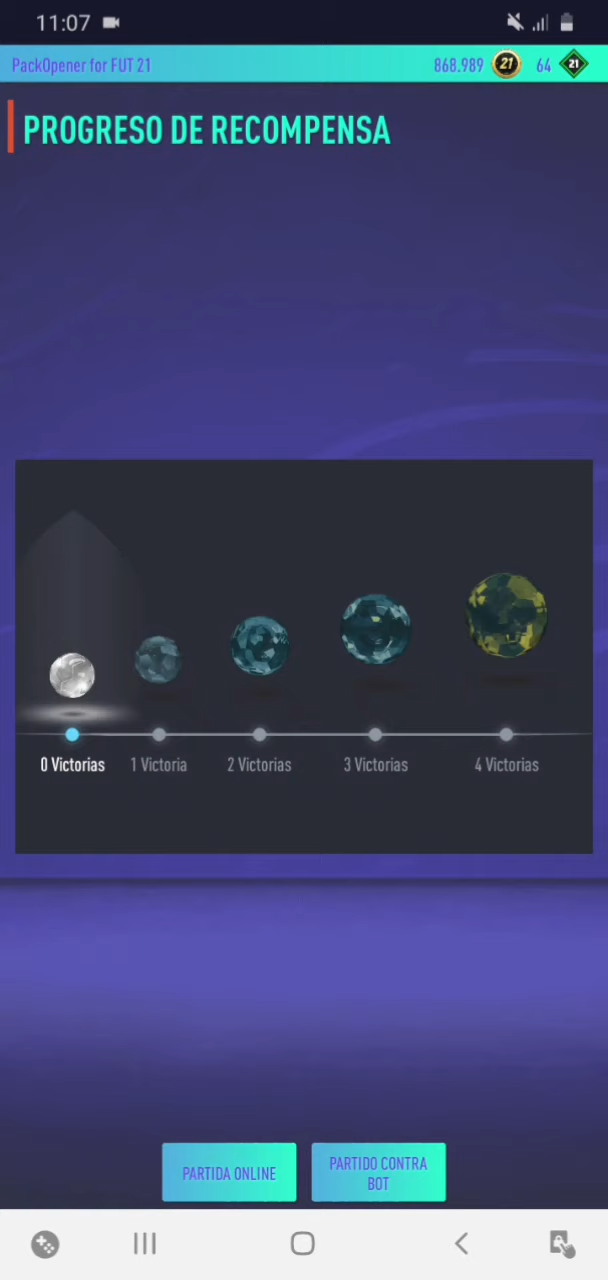 11:07
PackOpener for FUT 21
868.989 21 64 21
PROGRESO DE RECOMPENSA
0 Victorias 1 Victoria 2 Victorias 3 Victorias 4 Victorias
PARTIDA ONLINE
PARTIDO CONTRA
BOT